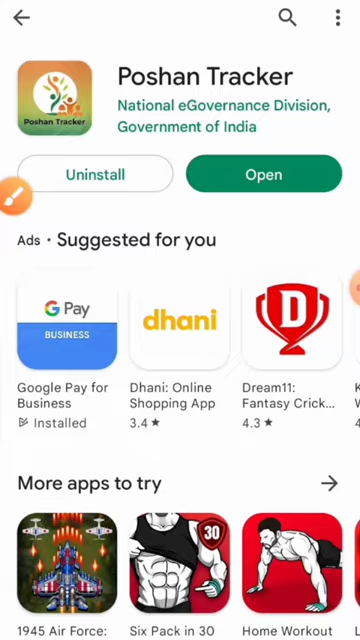 Poshan Tracker
Poshan Tracker
National eGovernance Division,
Government of India
Uninstall
Open
Ads • Suggested for you
G Pay
BUSINESS
dhani
D
Google Pay for
Business
Installed
Dhani: Online
Shopping App
3.4 ★
Dream11:
Fantasy Crick...
4.3 ★
More apps to try
30
1945 Air Force:
Six Pack in 30
Home Workout